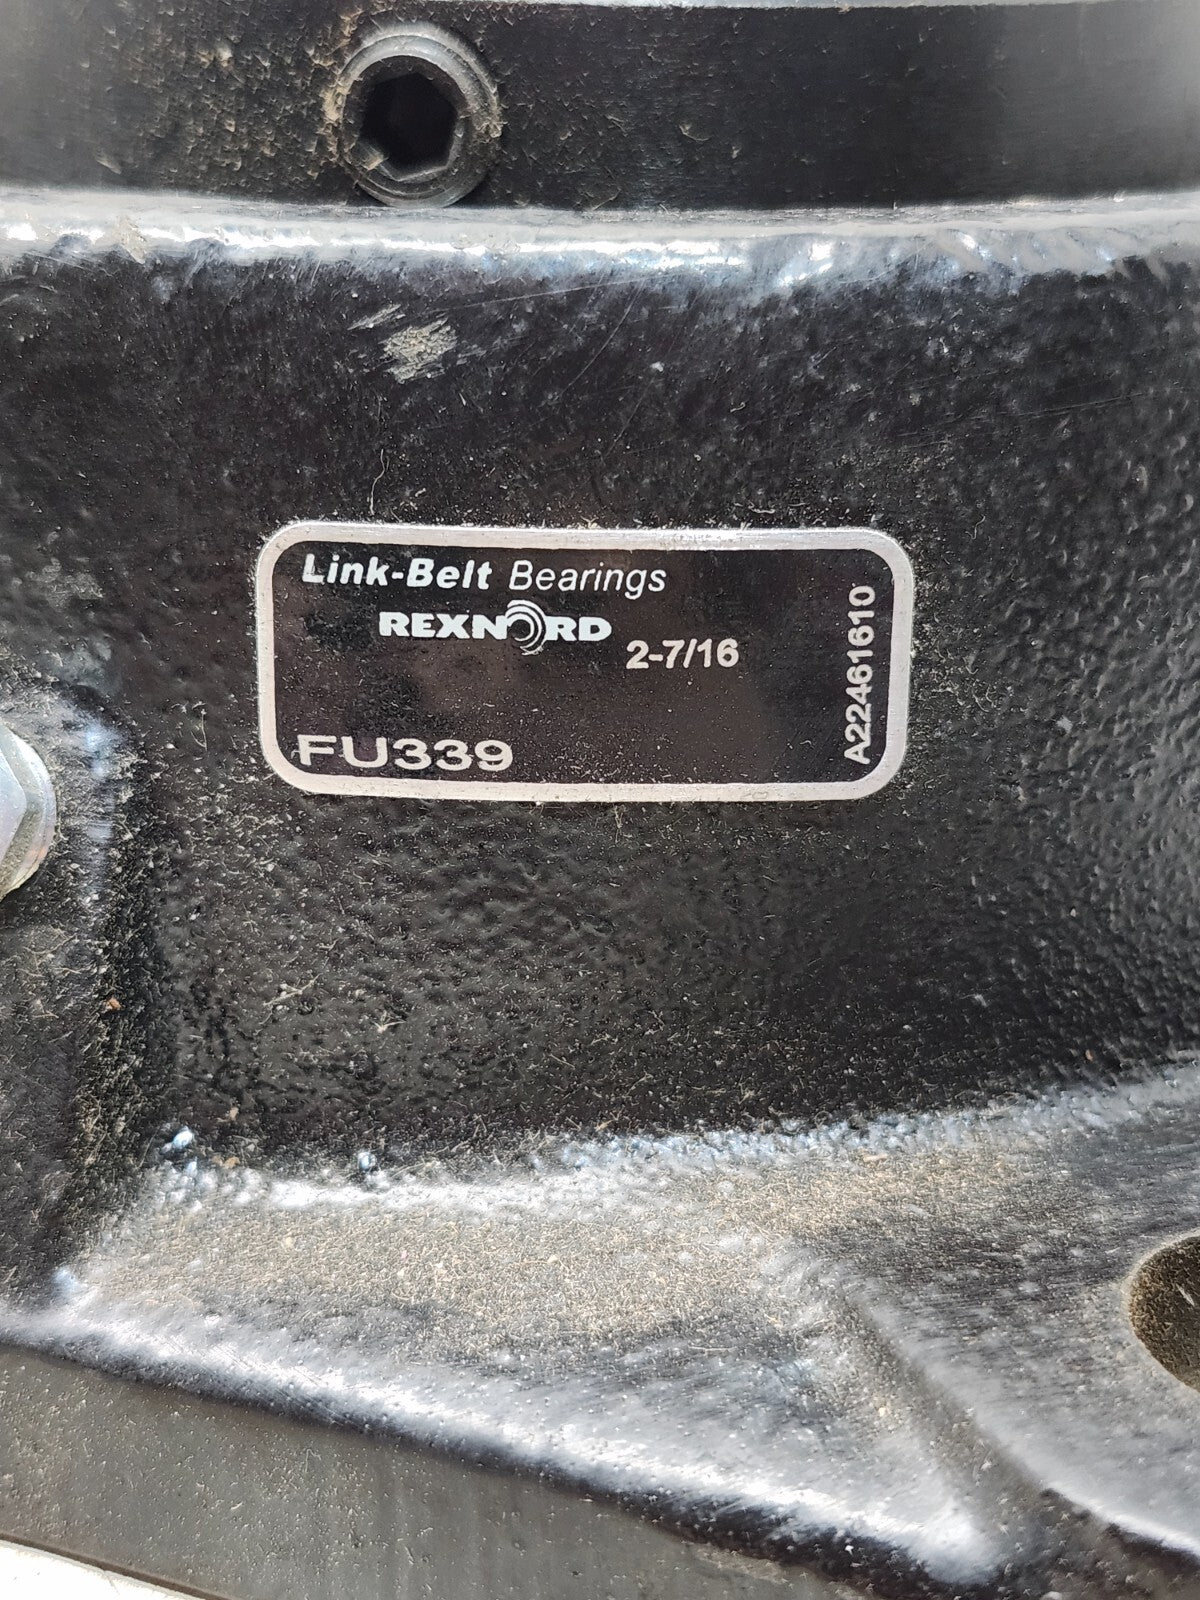 Link-Belt Bearings
REXNORD
2-7/16
FU339
A22461610